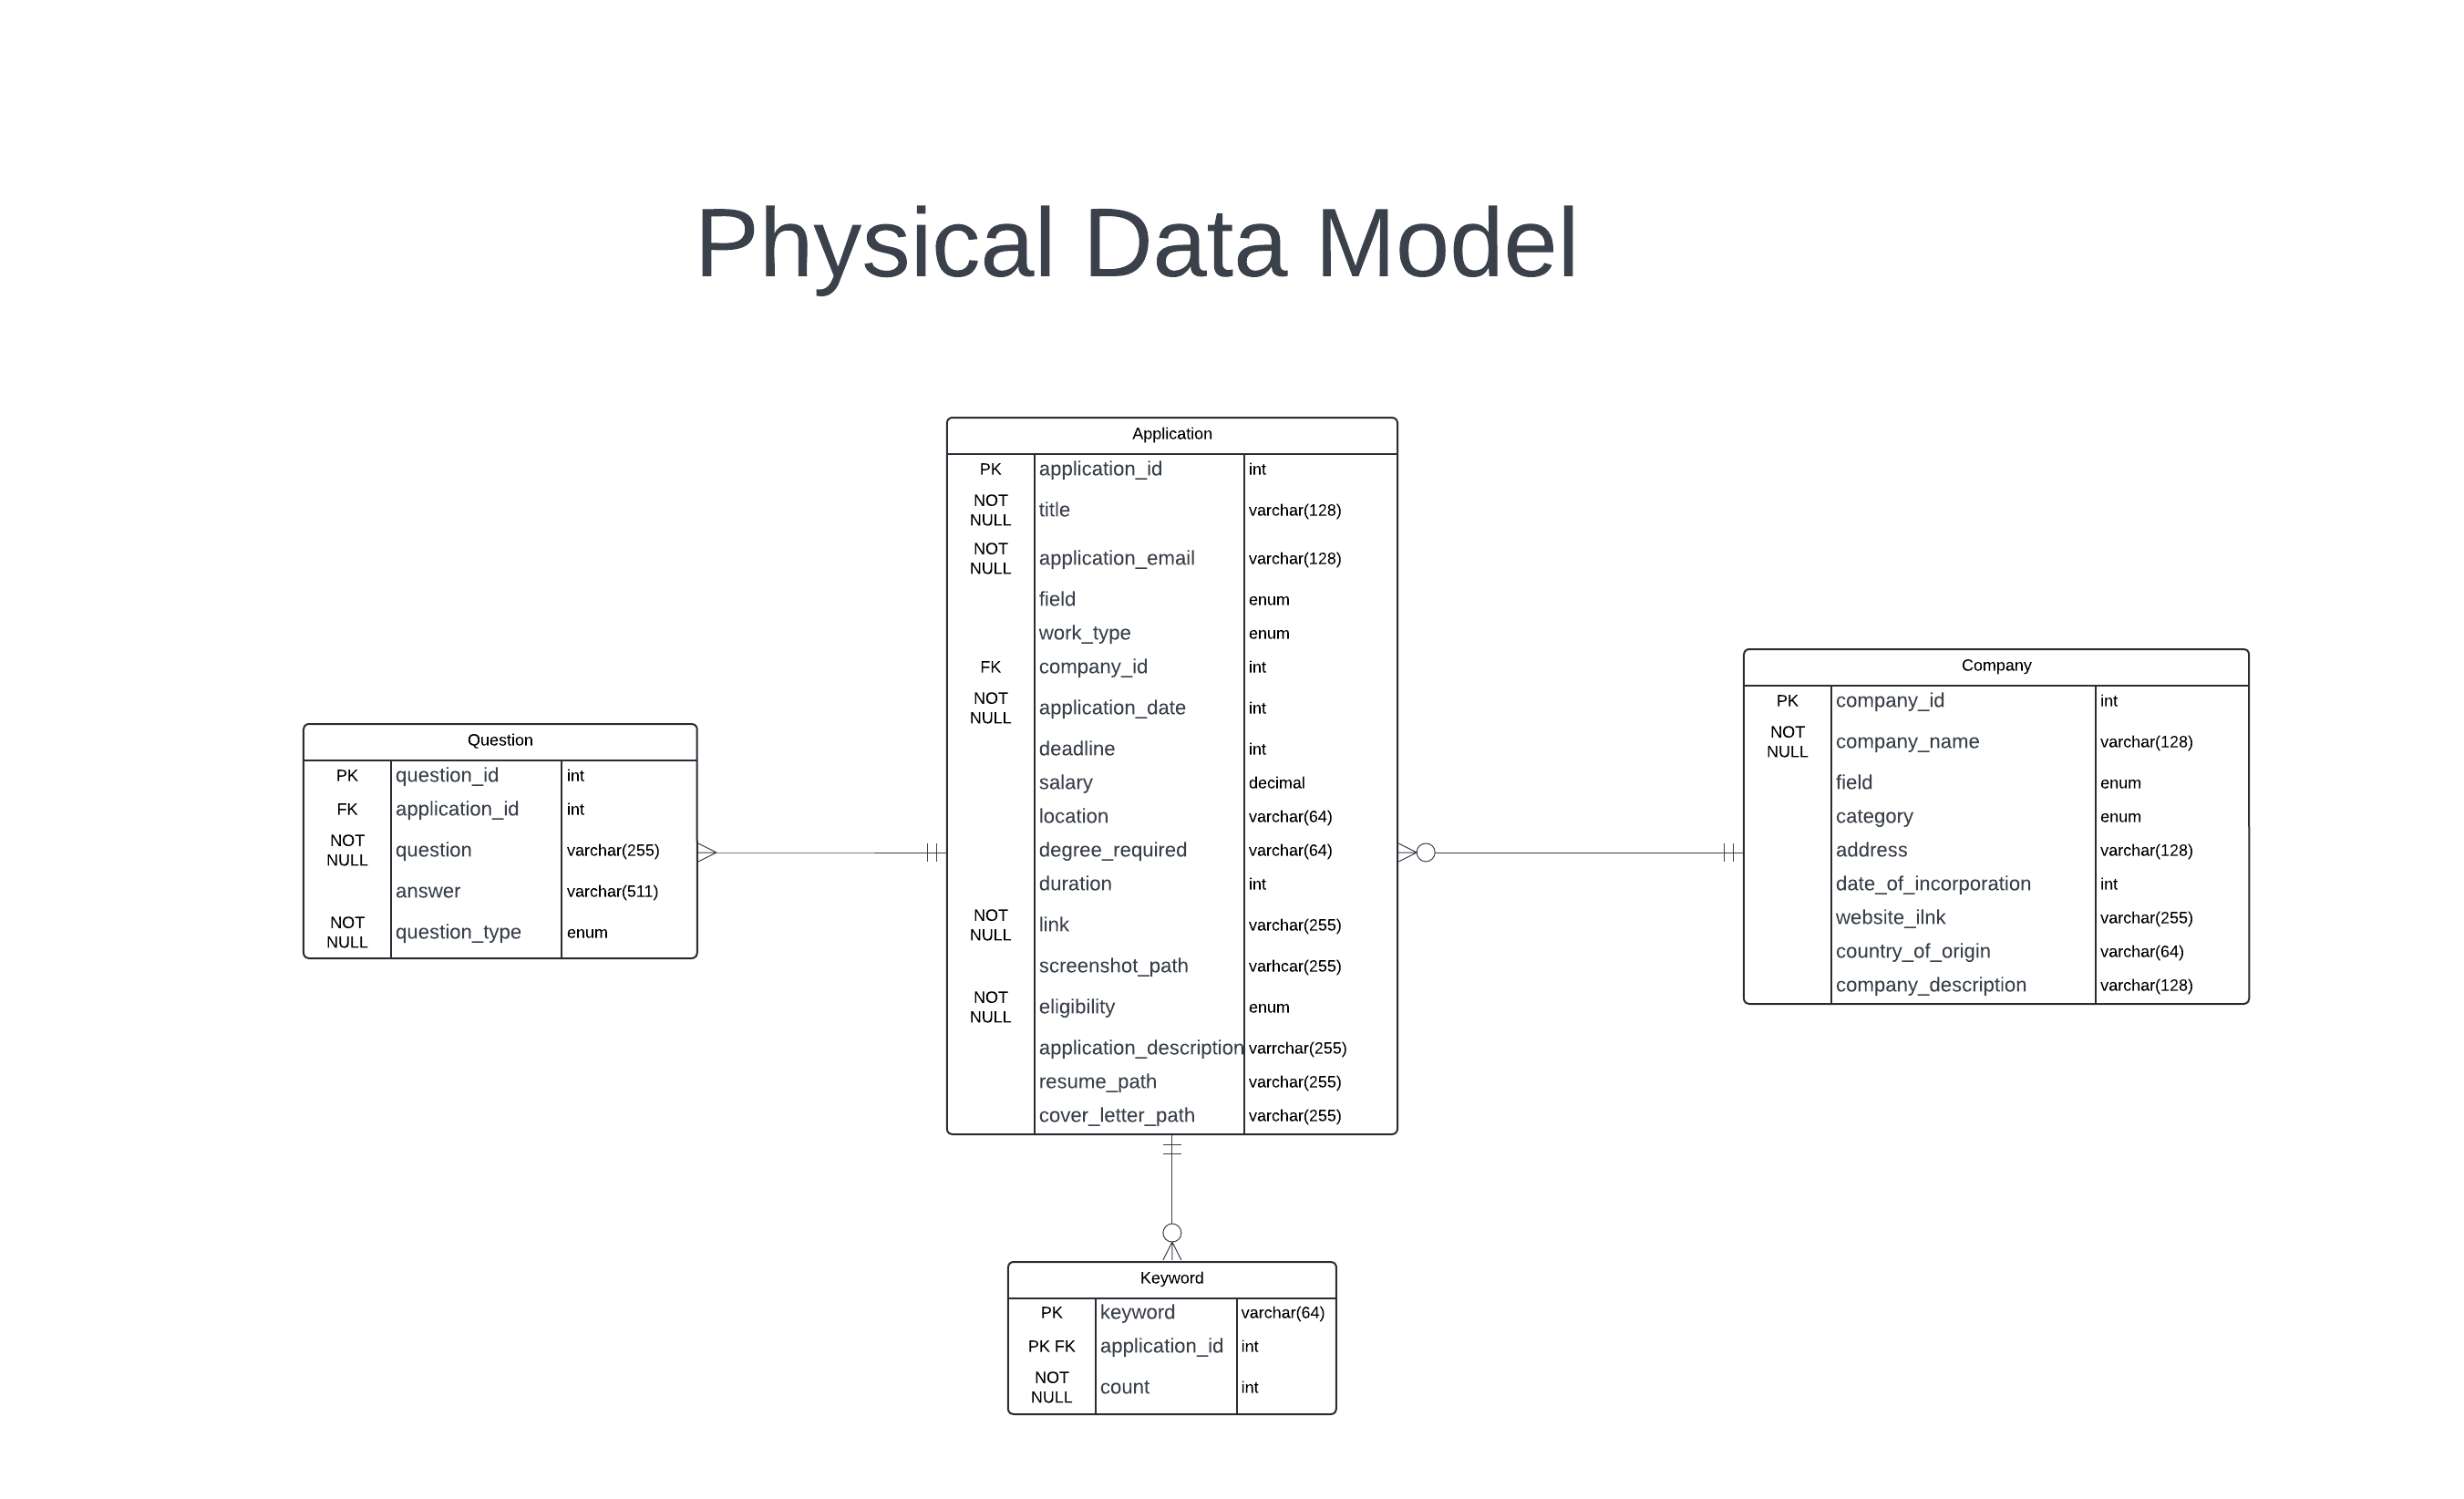 Physical Data Model
Application
PK application_id int
NOT NULL title varchar(128)
NOT NULL application_email varchar(128)
field enum
work_type enum
FK company_id int
NOT NULL application_date int
deadline int
salary decimal
location varchar(64)
degree_required varchar(64)
duration int
NOT NULL link varchar(255)
screenshot_path varhcar(255)
NOT NULL eligibility enum
application_description varrchar(255)
resume_path varchar(255)
cover_letter_path varchar(255)
Company
PK company_id int
NOT NULL company_name varchar(128)
field enum
category enum
address varchar(128)
date_of_incorporation int
website_ilnk varchar(255)
country_of_origin varchar(64)
company_description varchar(128)
Question
PK question_id int
FK application_id int
NOT NULL question varchar(255)
answer varchar(511)
NOT NULL question_type enum
Keyword
PK keyword varchar(64)
PK FK application_id int
NOT NULL count int